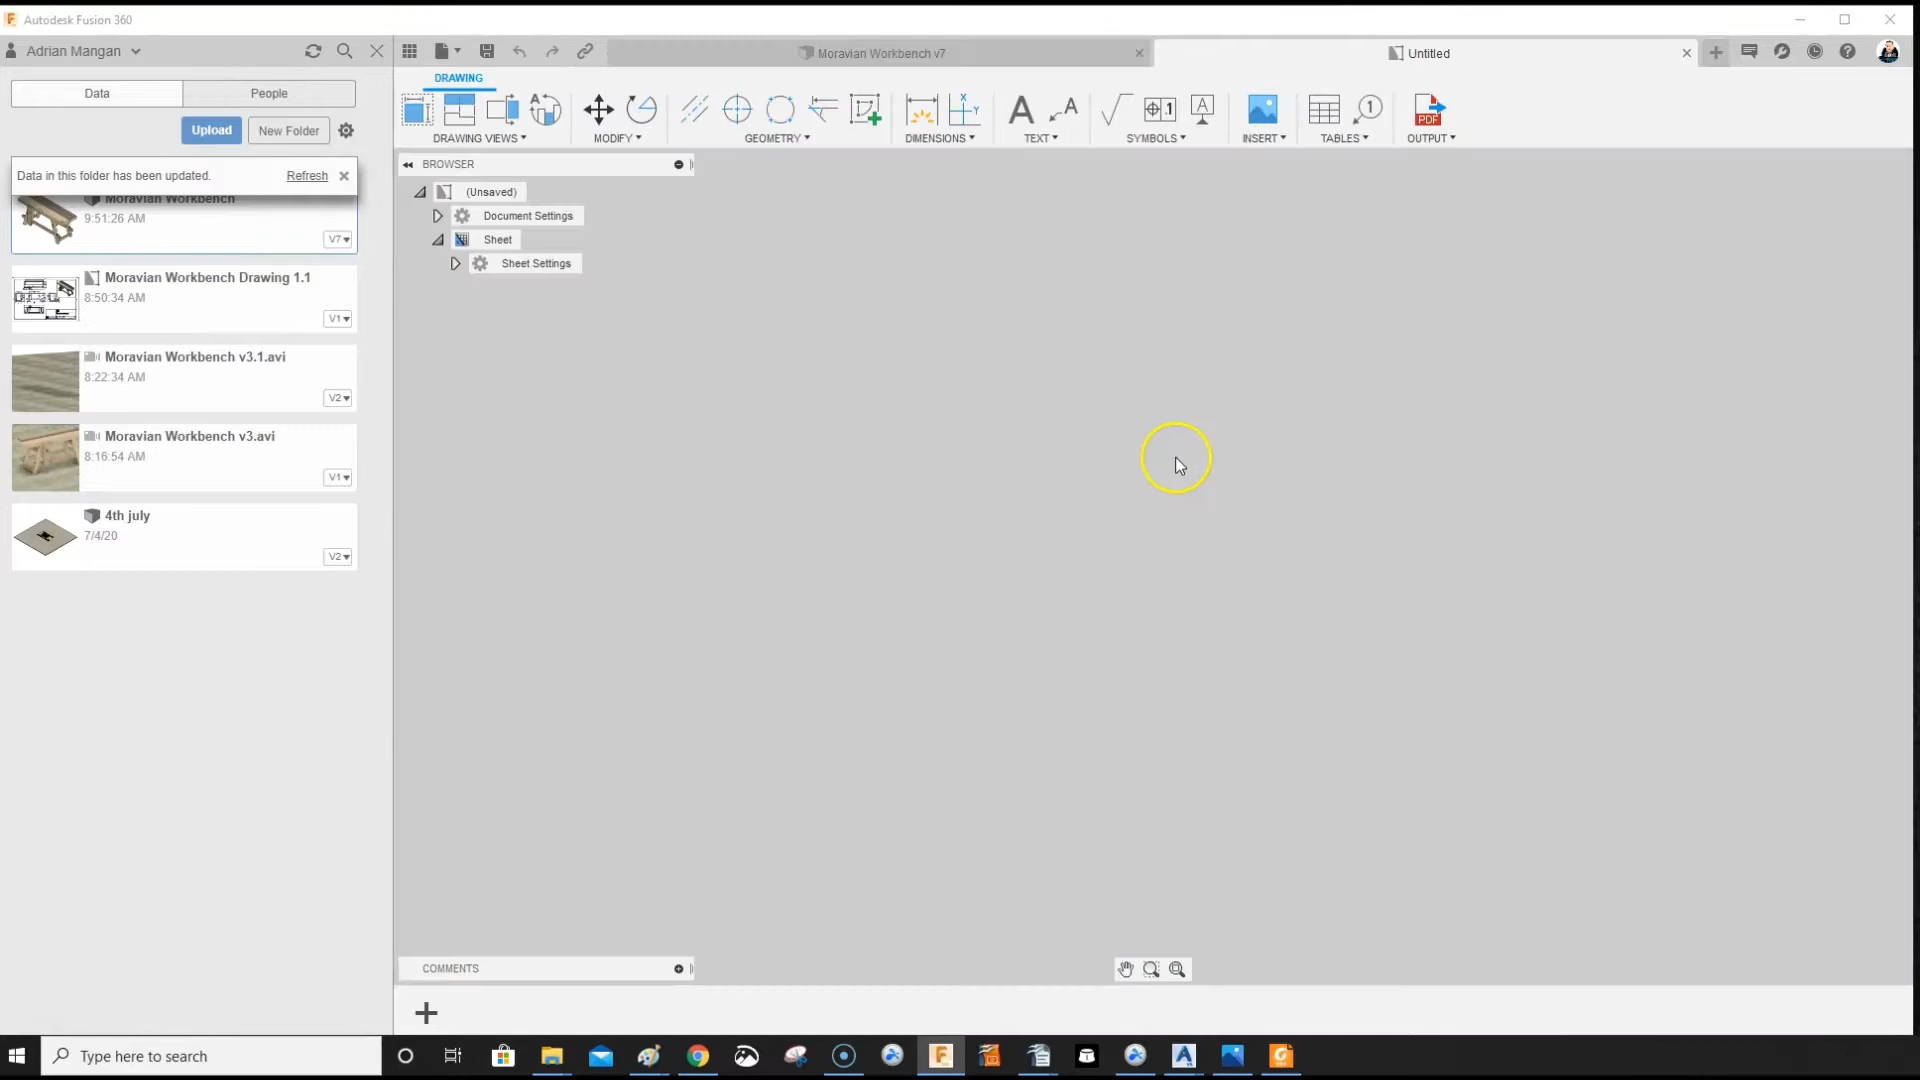 Autodesk Fusion 360
Adrian Mangan
Moravian Workbench v7
Untitled
DRAWING
Data
People
Upload
New Folder
DRAWING VIEWS
MODIFY
GEOMETRY
DIMENSIONS
TEXT
SYMBOLS
INSERT
TABLES
OUTPUT
BROWSER
Data in this folder has been updated.
Refresh
(Unsaved)
Document Settings
Sheet
Sheet Settings
Moravian Workbench
9:51:26 AM
V7
Moravian Workbench Drawing 1.1
8:50:34 AM
V1
Moravian Workbench v3.1.avi
8:22:34 AM
V2
Moravian Workbench v3.avi
8:16:54 AM
V1
4th july
7/4/20
V2
COMMENTS
Type here to search